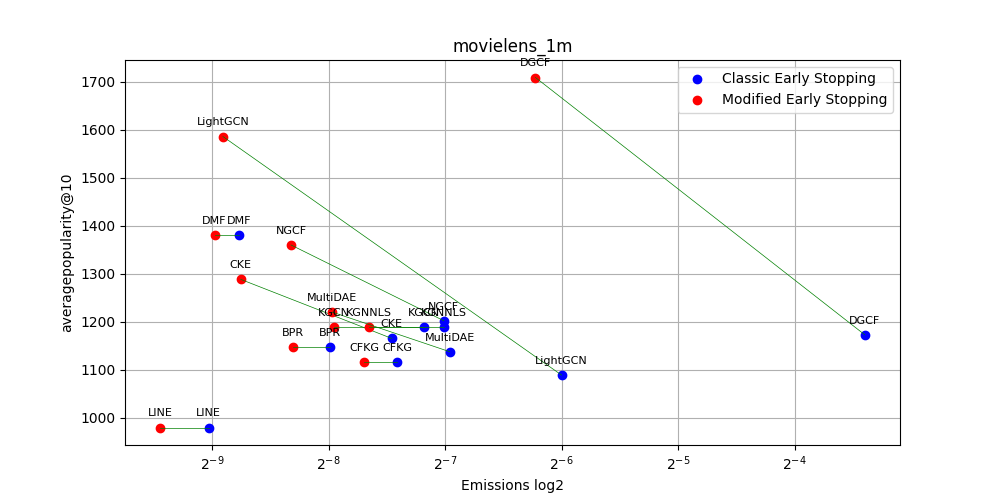 movielens_1m
DGCF
Classic Early Stopping
Modified Early Stopping
LightGCN
DMF DMF
NGCF
CKE
MultiDAE
KGCN KGNNLS KGCN KGNNLS
NGCF
CKE
DGCF
BPR BPR
MultiDAE
CFKG CFKG
LightGCN
LINE LINE
1700
1600
1500
1400
1300
1200
1100
1000
averagepopularity@10
2⁻⁹ 2⁻⁸ 2⁻⁷ 2⁻⁶ 2⁻⁵ 2⁻⁴
Emissions log2